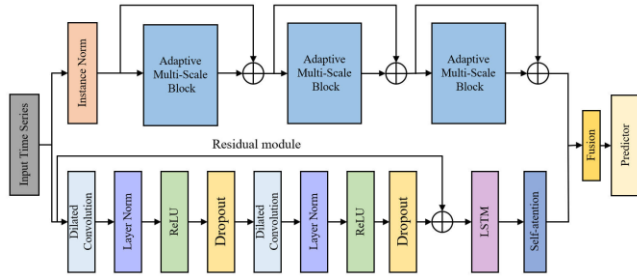 Input Time Series
Instance Norm
Adaptive
Multi-Scale
Block
Adaptive
Multi-Scale
Block
Adaptive
Multi-Scale
Block
Residual module
Dilated
Convolution
Layer Norm
ReLU
Dropout
Dilated
Convolution
Layer Norm
ReLU
Dropout
LSTM
Self-atention
Fusion
Predictor